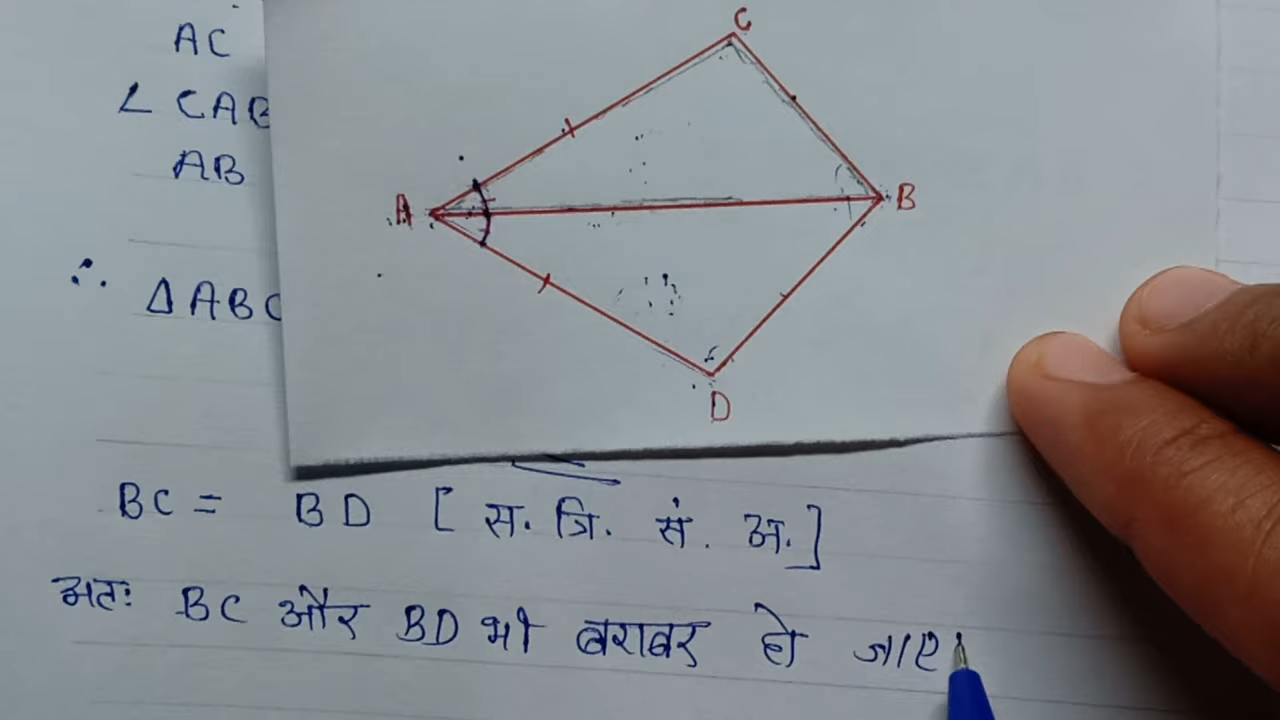 AC
∠ CAB
AB
∴ ΔABC
C
A
B
D
BC = BD [ स. त्रि. सं. अ. ]
अतः BC और BD भी बराबर हो जाए